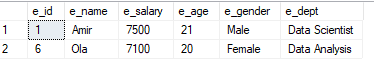 e_id e_name e_salary e_age e_gender e_dept
1 1 Amir 7500 21 Male Data Scientist
2 6 Ola 7100 20 Female Data Analysis